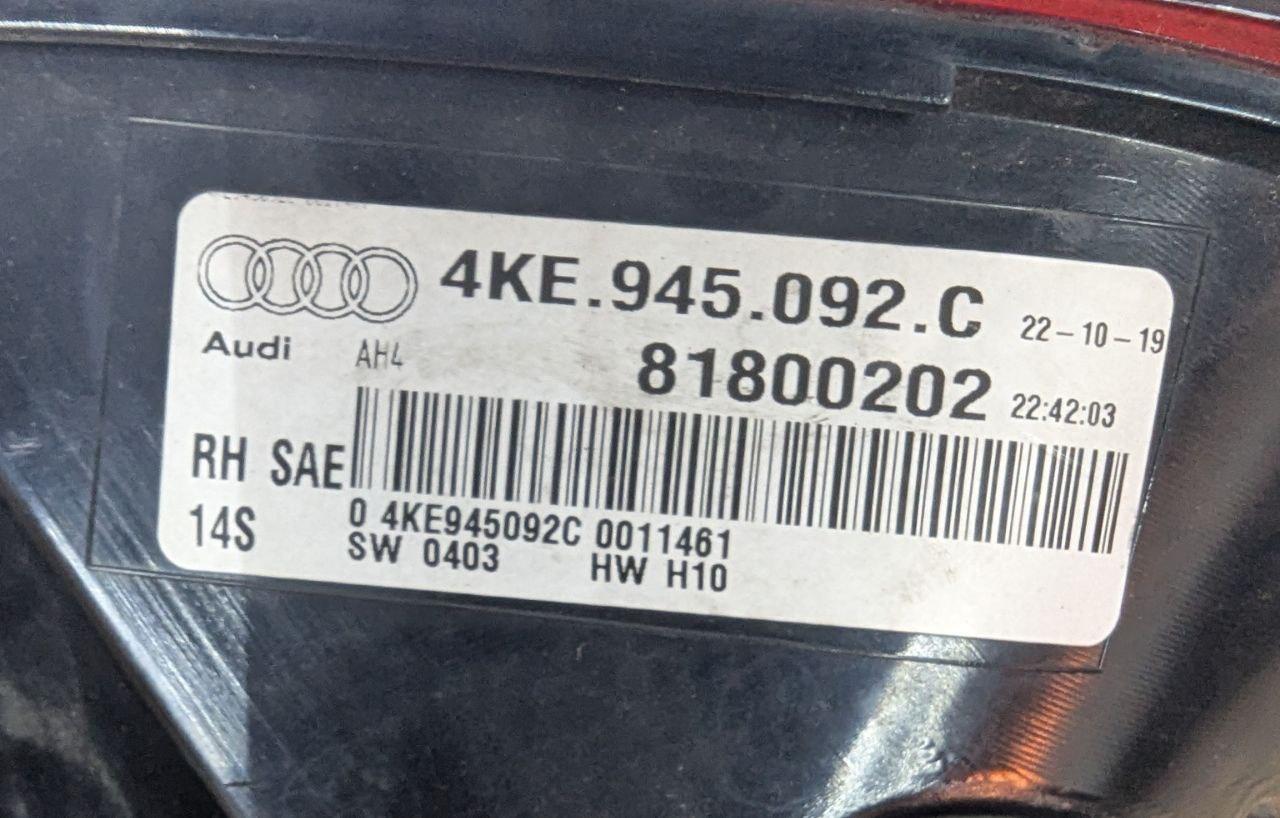 4KE.945.092.C 22-10-19
Audi AH4 81800202 22:42:03
RH SAE
14S
0 4KE945092C 0011461
SW 0403 HW H10